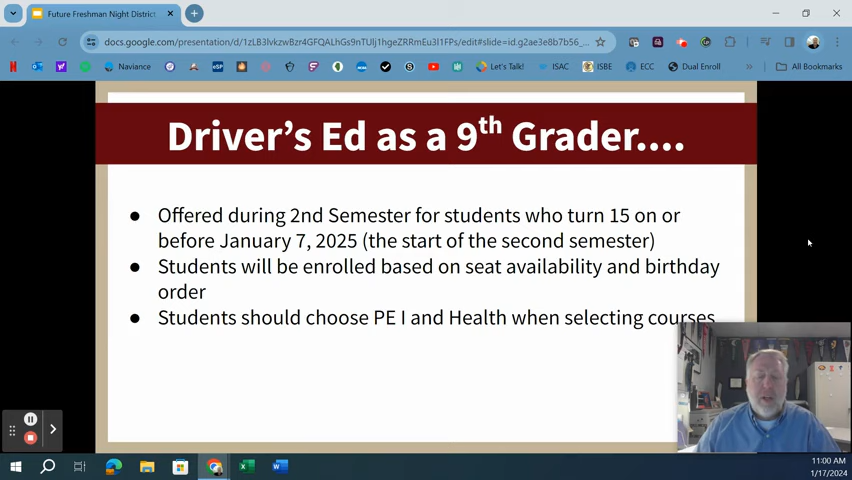 Future Freshman Night District
docs.google.com/presentation/d/1zLB3lvkzwBzr4GFQALhGs9nTUlj1hgeZRRmEu3I1FPs/edit#slide=id.g2ae3e8b7b56_...
Naviance
eSP
Let's Talk!
ISAC
ISBE
ECC
Dual Enroll
All Bookmarks
Driver's Ed as a 9th Grader....
● Offered during 2nd Semester for students who turn 15 on or
before January 7, 2025 (the start of the second semester)
● Students will be enrolled based on seat availability and birthday
order
● Students should choose PE I and Health when selecting courses
11:00 AM
1/17/2024